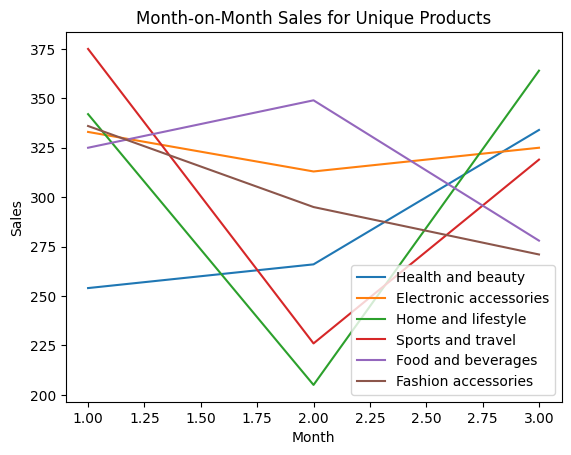 Month-on-Month Sales for Unique Products
375
350
325
300
275
250
225
200
Sales
Health and beauty
Electronic accessories
Home and lifestyle
Sports and travel
Food and beverages
Fashion accessories
1.00 1.25 1.50 1.75 2.00 2.25 2.50 2.75 3.00
Month